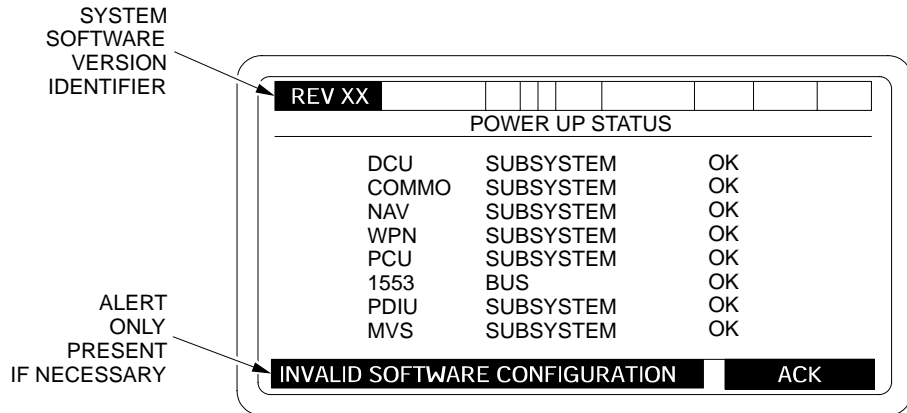 SYSTEM
SOFTWARE
VERSION
IDENTIFIER
REV XX
POWER UP STATUS
DCU SUBSYSTEM OK
COMMO SUBSYSTEM OK
NAV SUBSYSTEM OK
WPN SUBSYSTEM OK
PCU SUBSYSTEM OK
1553 BUS OK
PDIU SUBSYSTEM OK
MVS SUBSYSTEM OK
ALERT
ONLY
PRESENT
IF NECESSARY
INVALID SOFTWARE CONFIGURATION ACK